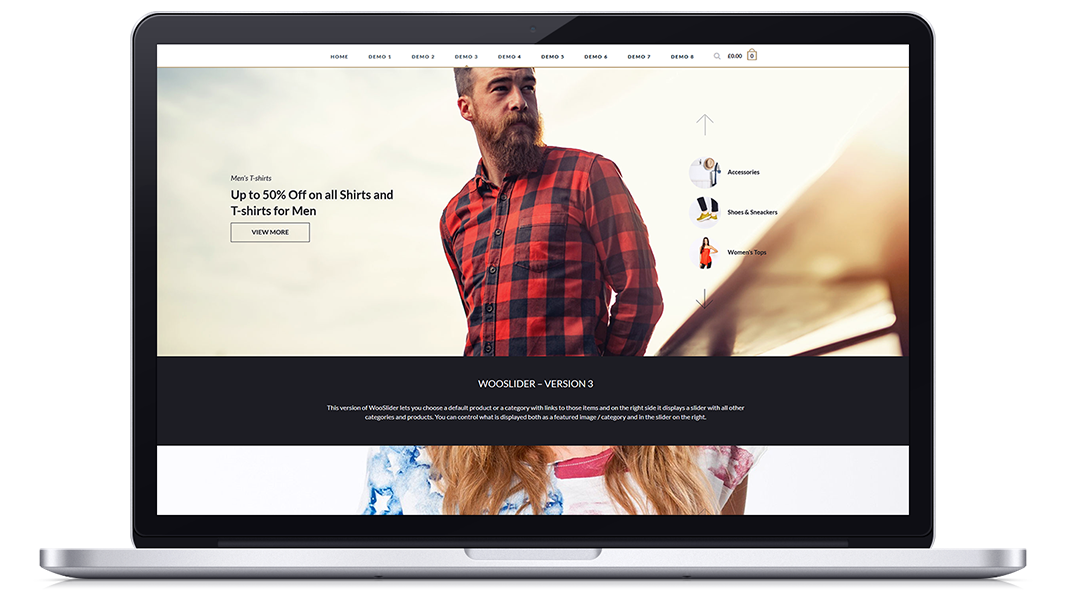 HOME DEMO 1 DEMO 2 DEMO 3 DEMO 4 DEMO 5 DEMO 6 DEMO 7 DEMO 8 £0.00 0
Men's T-shirts
Up to 50% Off on all Shirts and
T-shirts for Men
VIEW MORE
Accessories
Shoes & Sneackers
Women's Tops
WOOSLIDER – VERSION 3
This version of WooSlider lets you choose a default product or a category with links to those items and on the right side it displays a slider with all other
categories and products. You can control what is displayed both as a featured image / category and in the slider on the right.